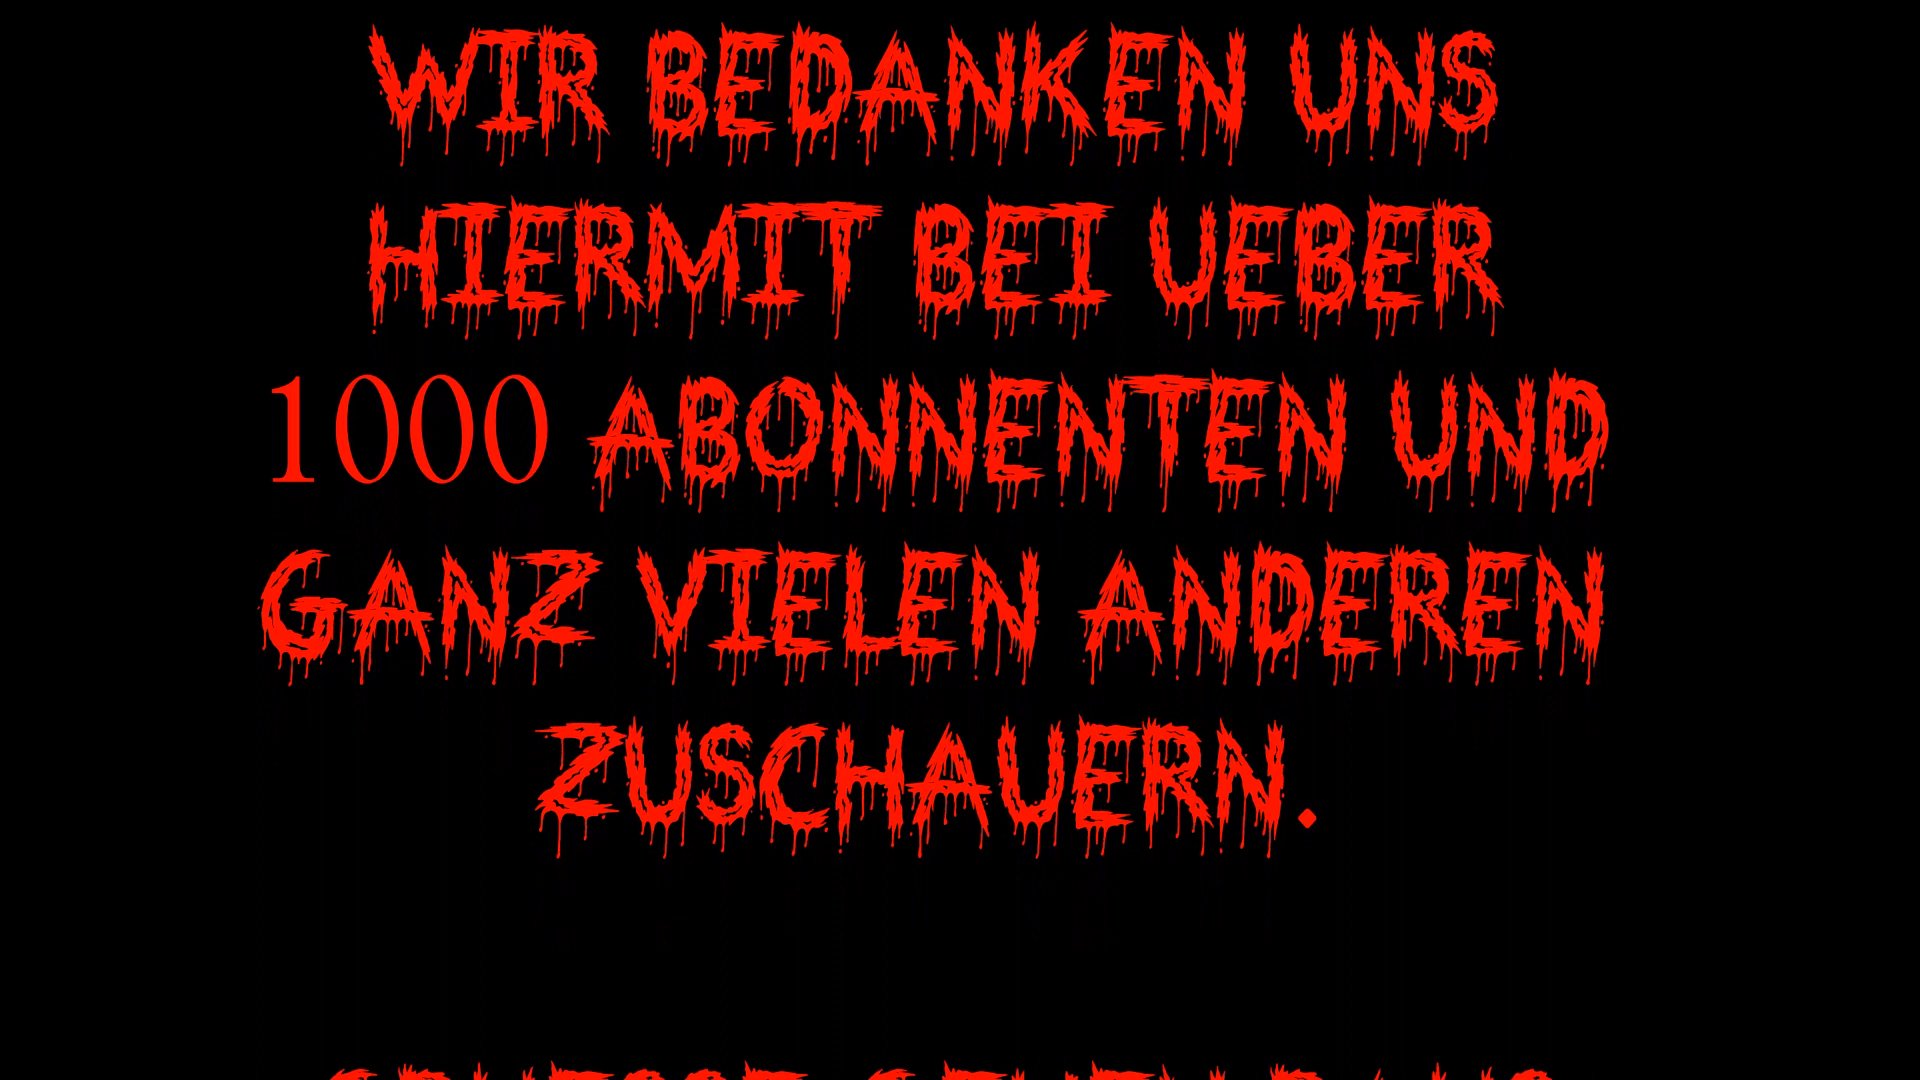 WIR BEDANKEN UNS
HIERMIT BEI UEBER
1000 ABONNENTEN UND
GANZ VIELEN ANDEREN
ZUSCHAUERN.